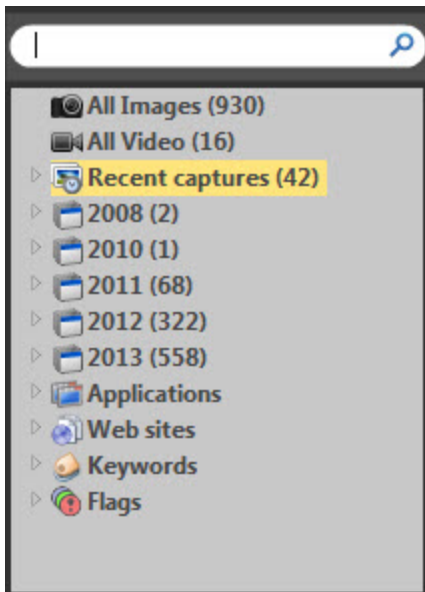 All Images (930)
All Video (16)
Recent captures (42)
2008 (2)
2010 (1)
2011 (68)
2012 (322)
2013 (558)
Applications
Web sites
Keywords
Flags